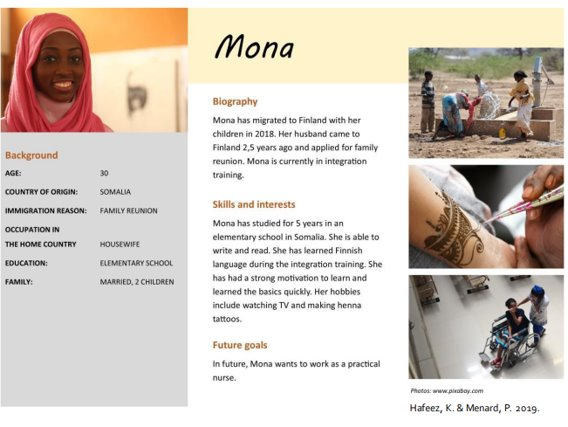 Mona
Background
AGE: 30
COUNTRY OF ORIGIN: SOMALIA
IMMIGRATION REASON: FAMILY REUNION
OCCUPATION IN
THE HOME COUNTRY HOUSEWIFE
EDUCATION: ELEMENTARY SCHOOL
FAMILY: MARRIED, 2 CHILDREN
Biography
Mona has migrated to Finland with her
children in 2018. Her husband came to
Finland 2,5 years ago and applied for family
reunion. Mona is currently in integration
training.
Skills and interests
Mona has studied for 5 years in an
elementary school in Somalia. She is able to
write and read. She has learned Finnish
language during the integration training. She
has had a strong motivation to learn and
learned the basics quickly. Her hobbies
include watching TV and making henna
tattoos.
Future goals
In future, Mona wants to work as a practical
nurse.
Photos: www.pixabay.com
Hafeez, K. & Menard, P. 2019.